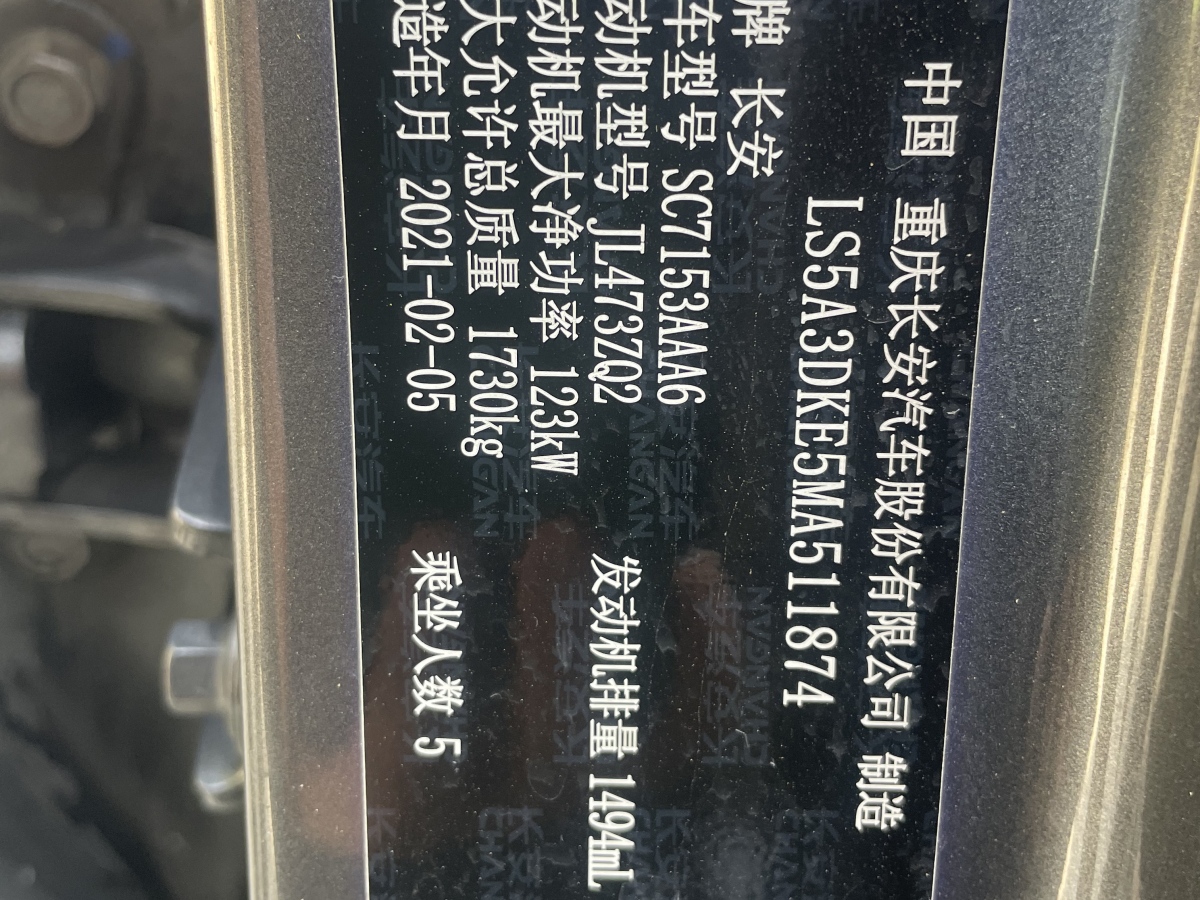 中国 重庆长安汽车股份有限公司 制造
LS5A3DKE5MA511874
牌 长安
车型号 SC7153AAA6
动机型号 JL473ZQ2 发动机排量 1494mL
动机最大净功率 123kW
大允许总质量 1730kg
造年月 2021-02-05 乘坐人数 5